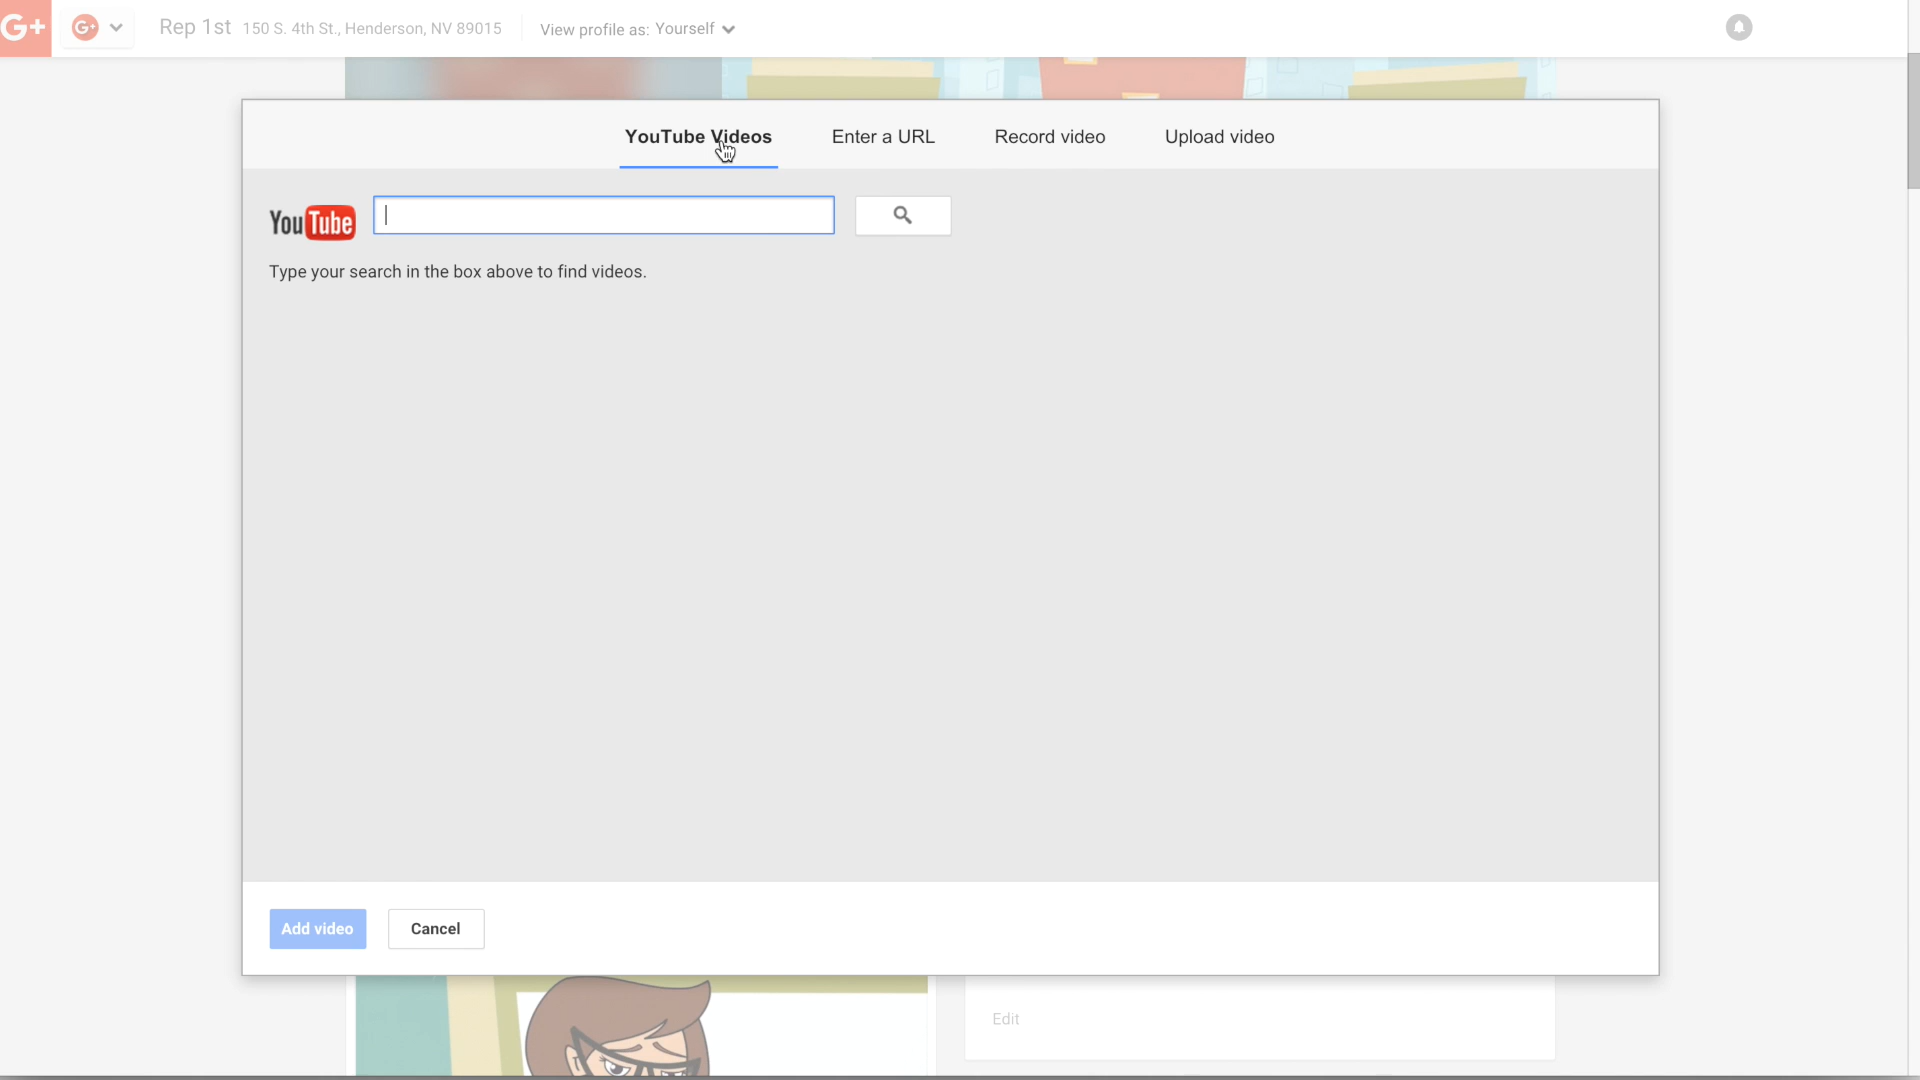 G+ G+ Rep 1st 150 S. 4th St., Henderson, NV 89015 View profile as: Yourself
YouTube Videos Enter a URL Record video Upload video
YouTube
Type your search in the box above to find videos.
Add video Cancel
Edit